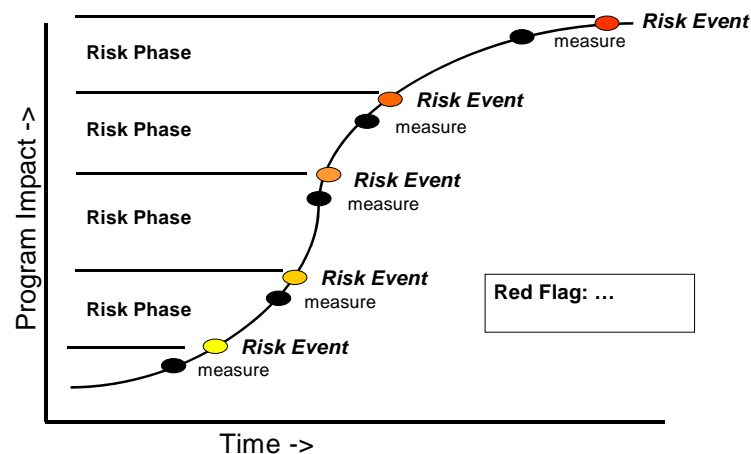 Risk Event
measure
Risk Phase
Risk Event
measure
Risk Phase
Risk Event
measure
Risk Phase
Risk Event
measure
Red Flag: …
Risk Phase
Risk Event
measure
Program Impact ->
Time ->